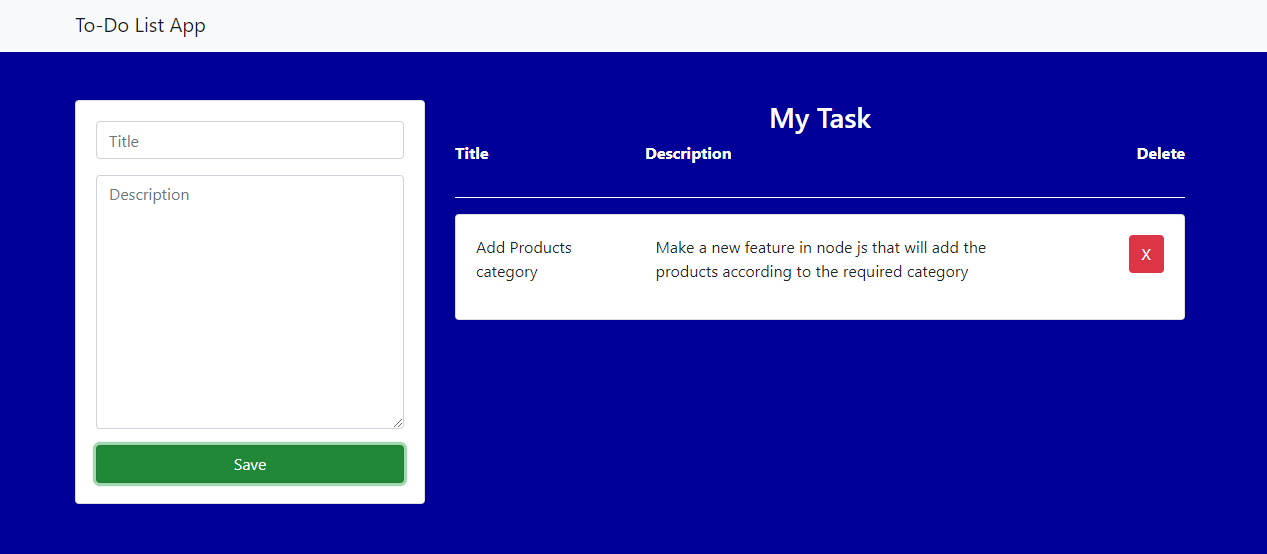 To-Do List App
Title
Description
Save
My Task
Title Description Delete
Add Products
category
Make a new feature in node js that will add the
products according to the required category
X